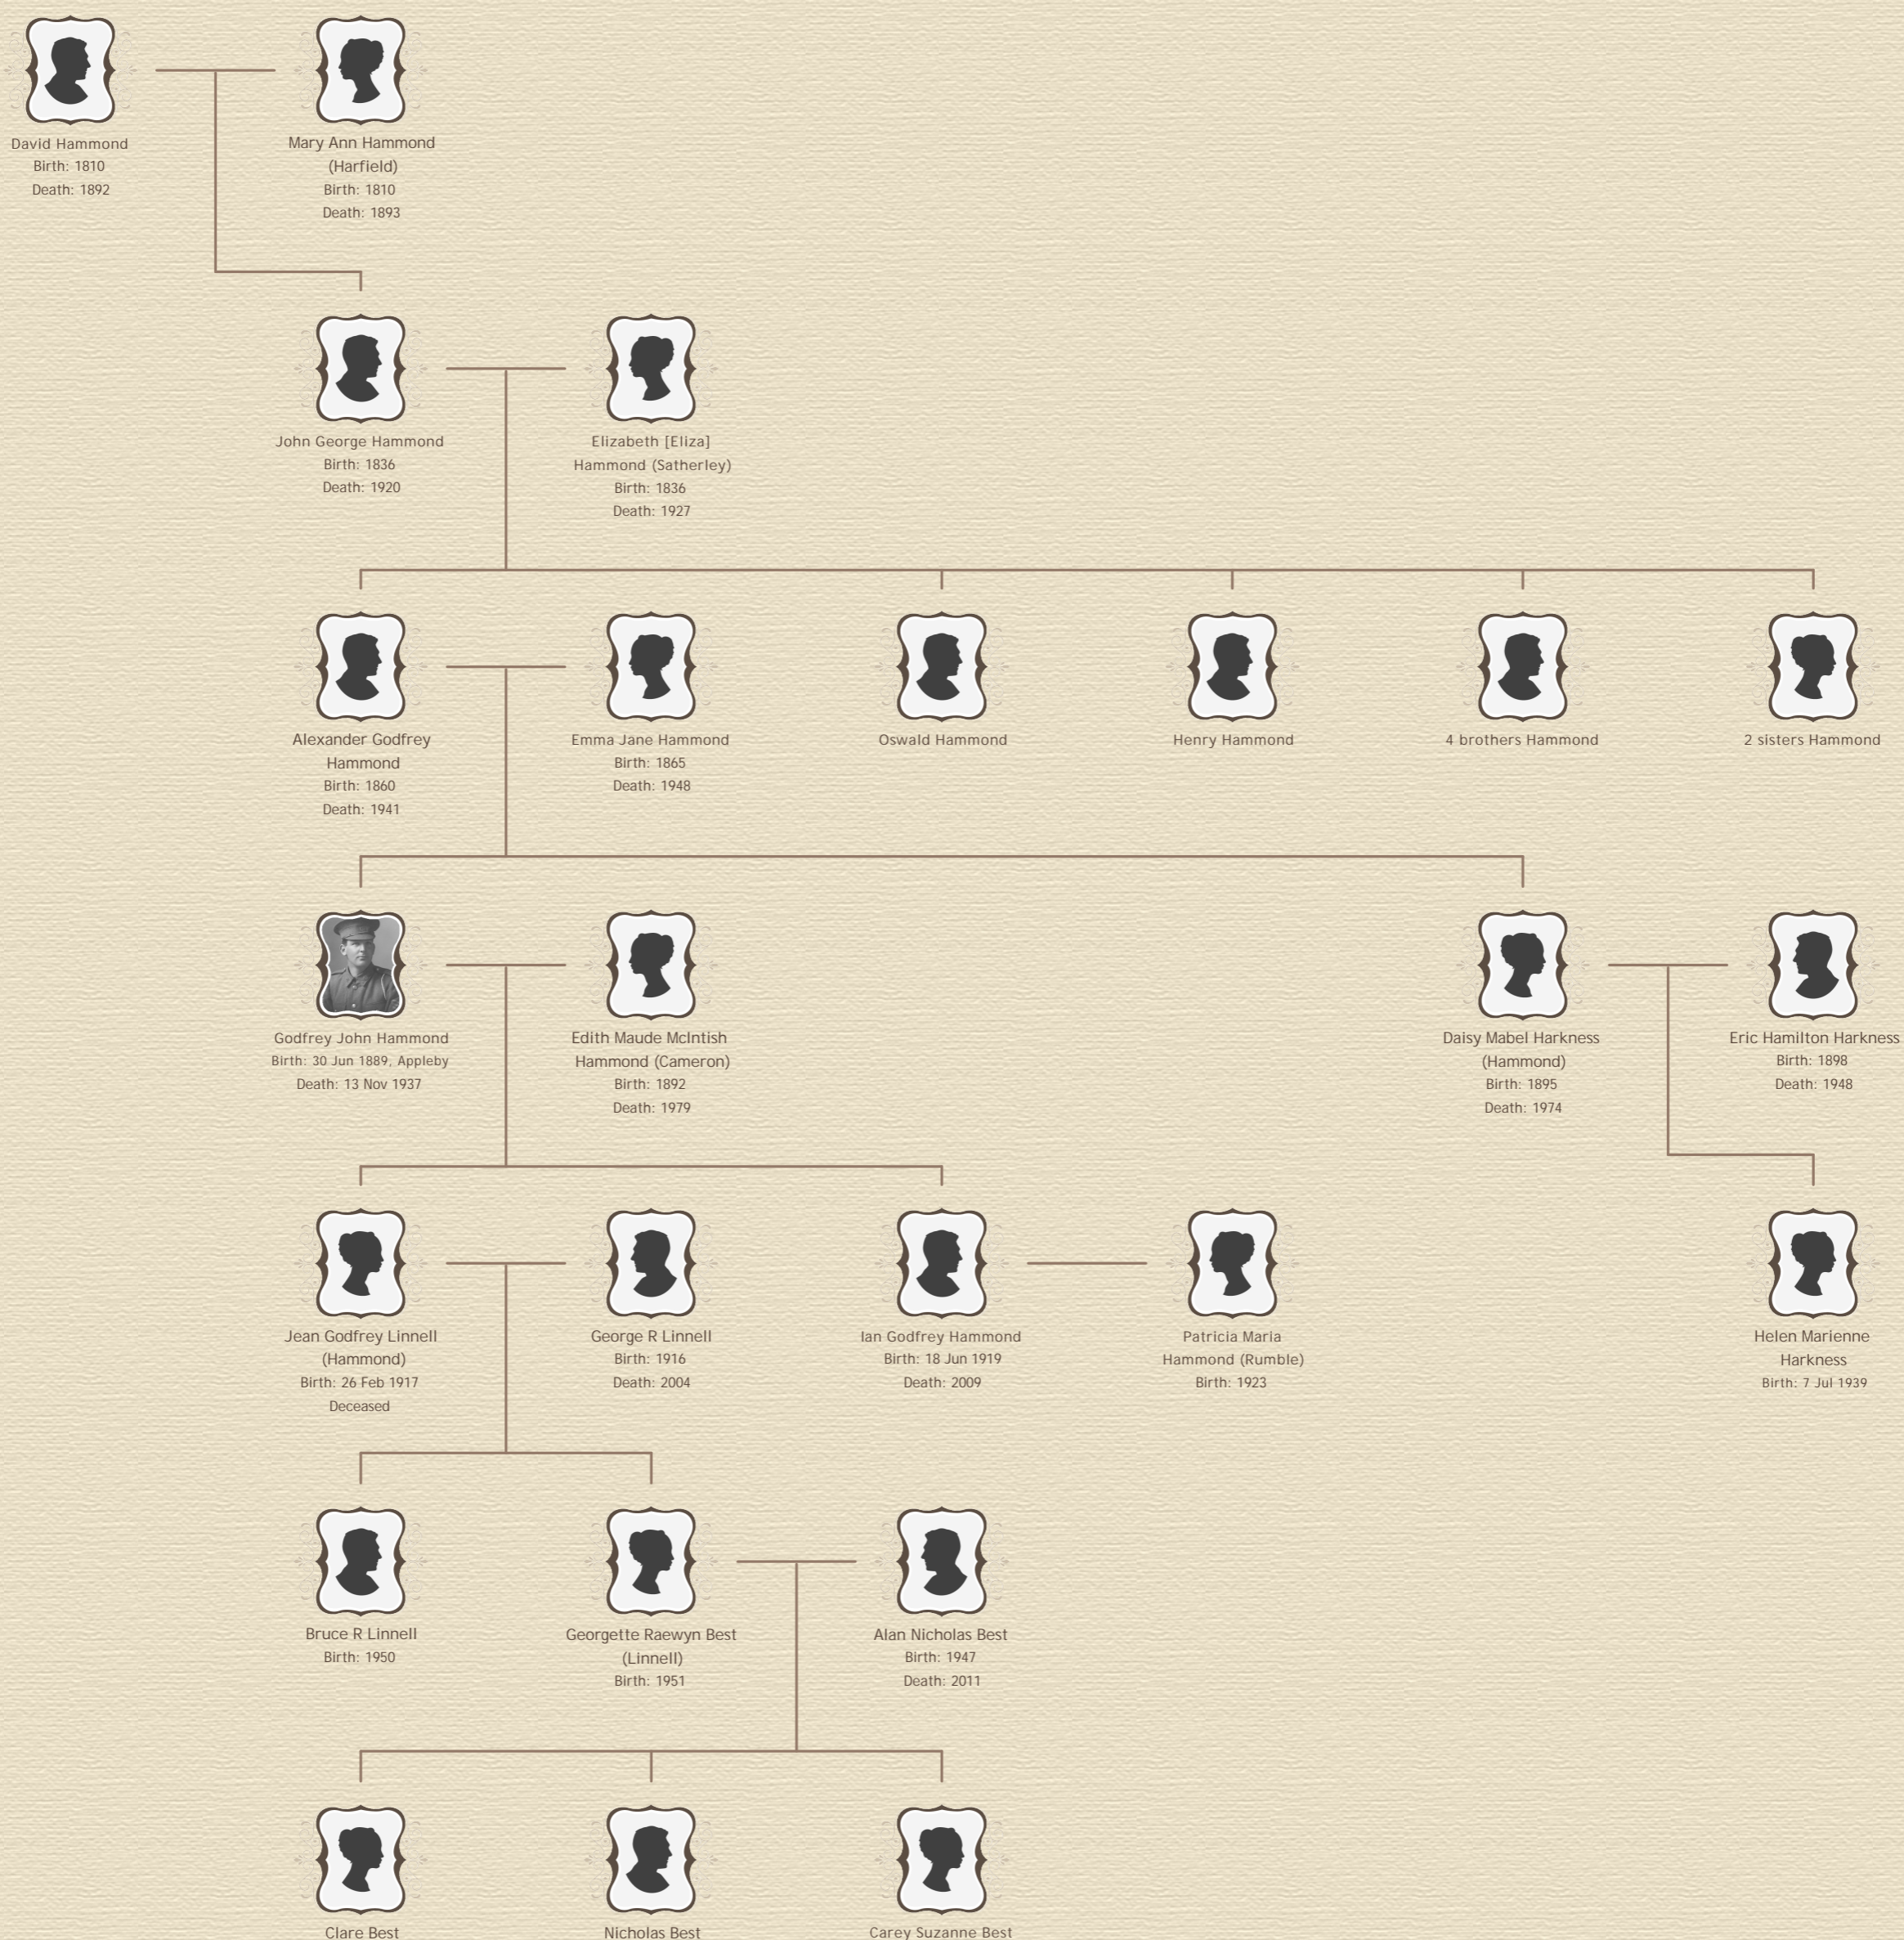 David Hammond
Birth: 1810
Death: 1892
Mary Ann Hammond
(Harfield)
Birth: 1810
Death: 1893
John George Hammond
Birth: 1836
Death: 1920
Elizabeth [Eliza]
Hammond (Satherley)
Birth: 1836
Death: 1927
Alexander Godfrey
Hammond
Birth: 1860
Death: 1941
Emma Jane Hammond
Birth: 1865
Death: 1948
Oswald Hammond
Henry Hammond
4 brothers Hammond
2 sisters Hammond
Godfrey John Hammond
Birth: 30 Jun 1889, Appleby
Death: 13 Nov 1937
Edith Maude McIntish
Hammond (Cameron)
Birth: 1892
Death: 1979
Daisy Mabel Harkness
(Hammond)
Birth: 1895
Death: 1974
Eric Hamilton Harkness
Birth: 1898
Death: 1948
Jean Godfrey Linnell
(Hammond)
Birth: 26 Feb 1917
Deceased
George R Linnell
Birth: 1916
Death: 2004
Ian Godfrey Hammond
Birth: 18 Jun 1919
Death: 2009
Patricia Maria
Hammond (Rumble)
Birth: 1923
Helen Marienne
Harkness
Birth: 7 Jul 1939
Bruce R Linnell
Birth: 1950
Georgette Raewyn Best
(Linnell)
Birth: 1951
Alan Nicholas Best
Birth: 1947
Death: 2011
Clare Best
Nicholas Best
Carey Suzanne Best